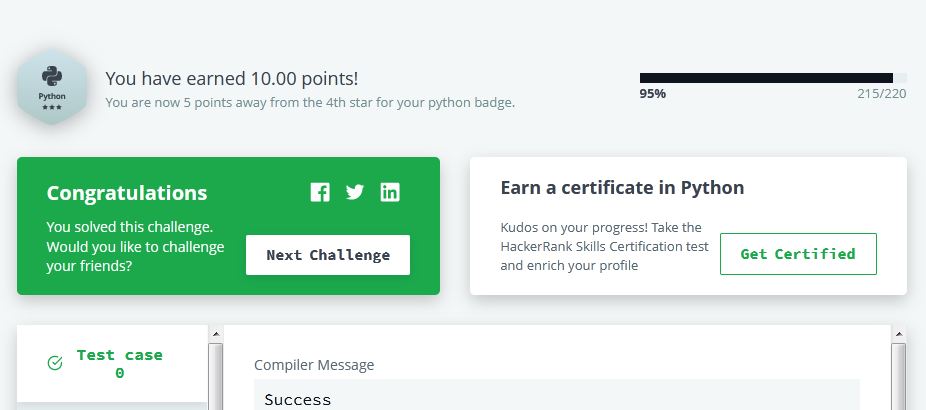 You have earned 10.00 points!
Python
You are now 5 points away from the 4th star for your python badge.
95%
215/220
Congratulations
You solved this challenge.
Would you like to challenge
your friends?
Next Challenge
Earn a certificate in Python
Kudos on your progress! Take the
HackerRank Skills Certification test
and enrich your profile
Get Certified
Test case
0
Compiler Message
Success